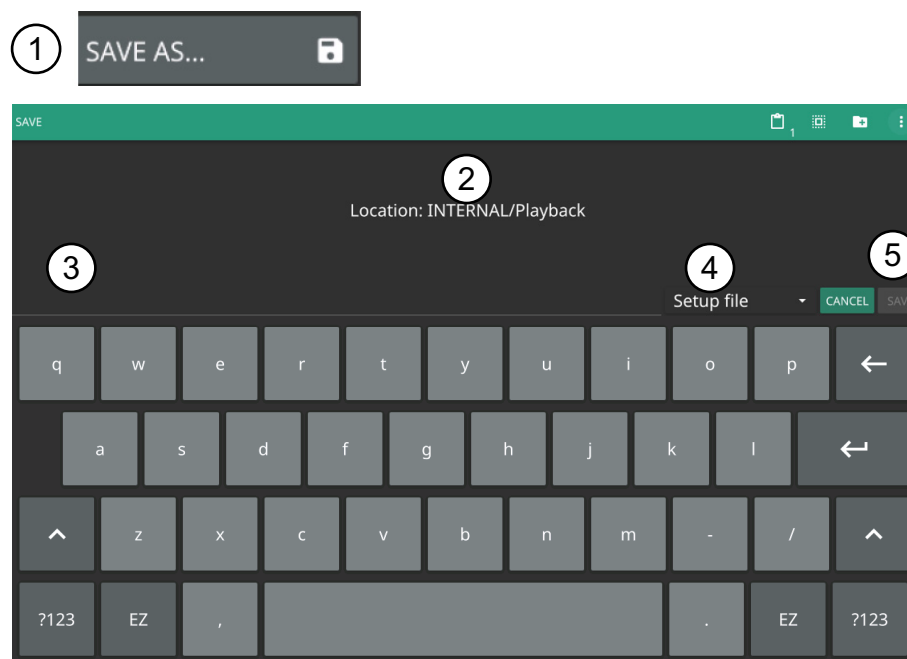 1 SAVE AS...
SAVE 1
2
Location: INTERNAL/Playback
3 4 5
Setup file CANCEL SAV
q w e r t y u i o p
a s d f g h j k l
z x c v b n m - /
?123 EZ , . EZ ?123